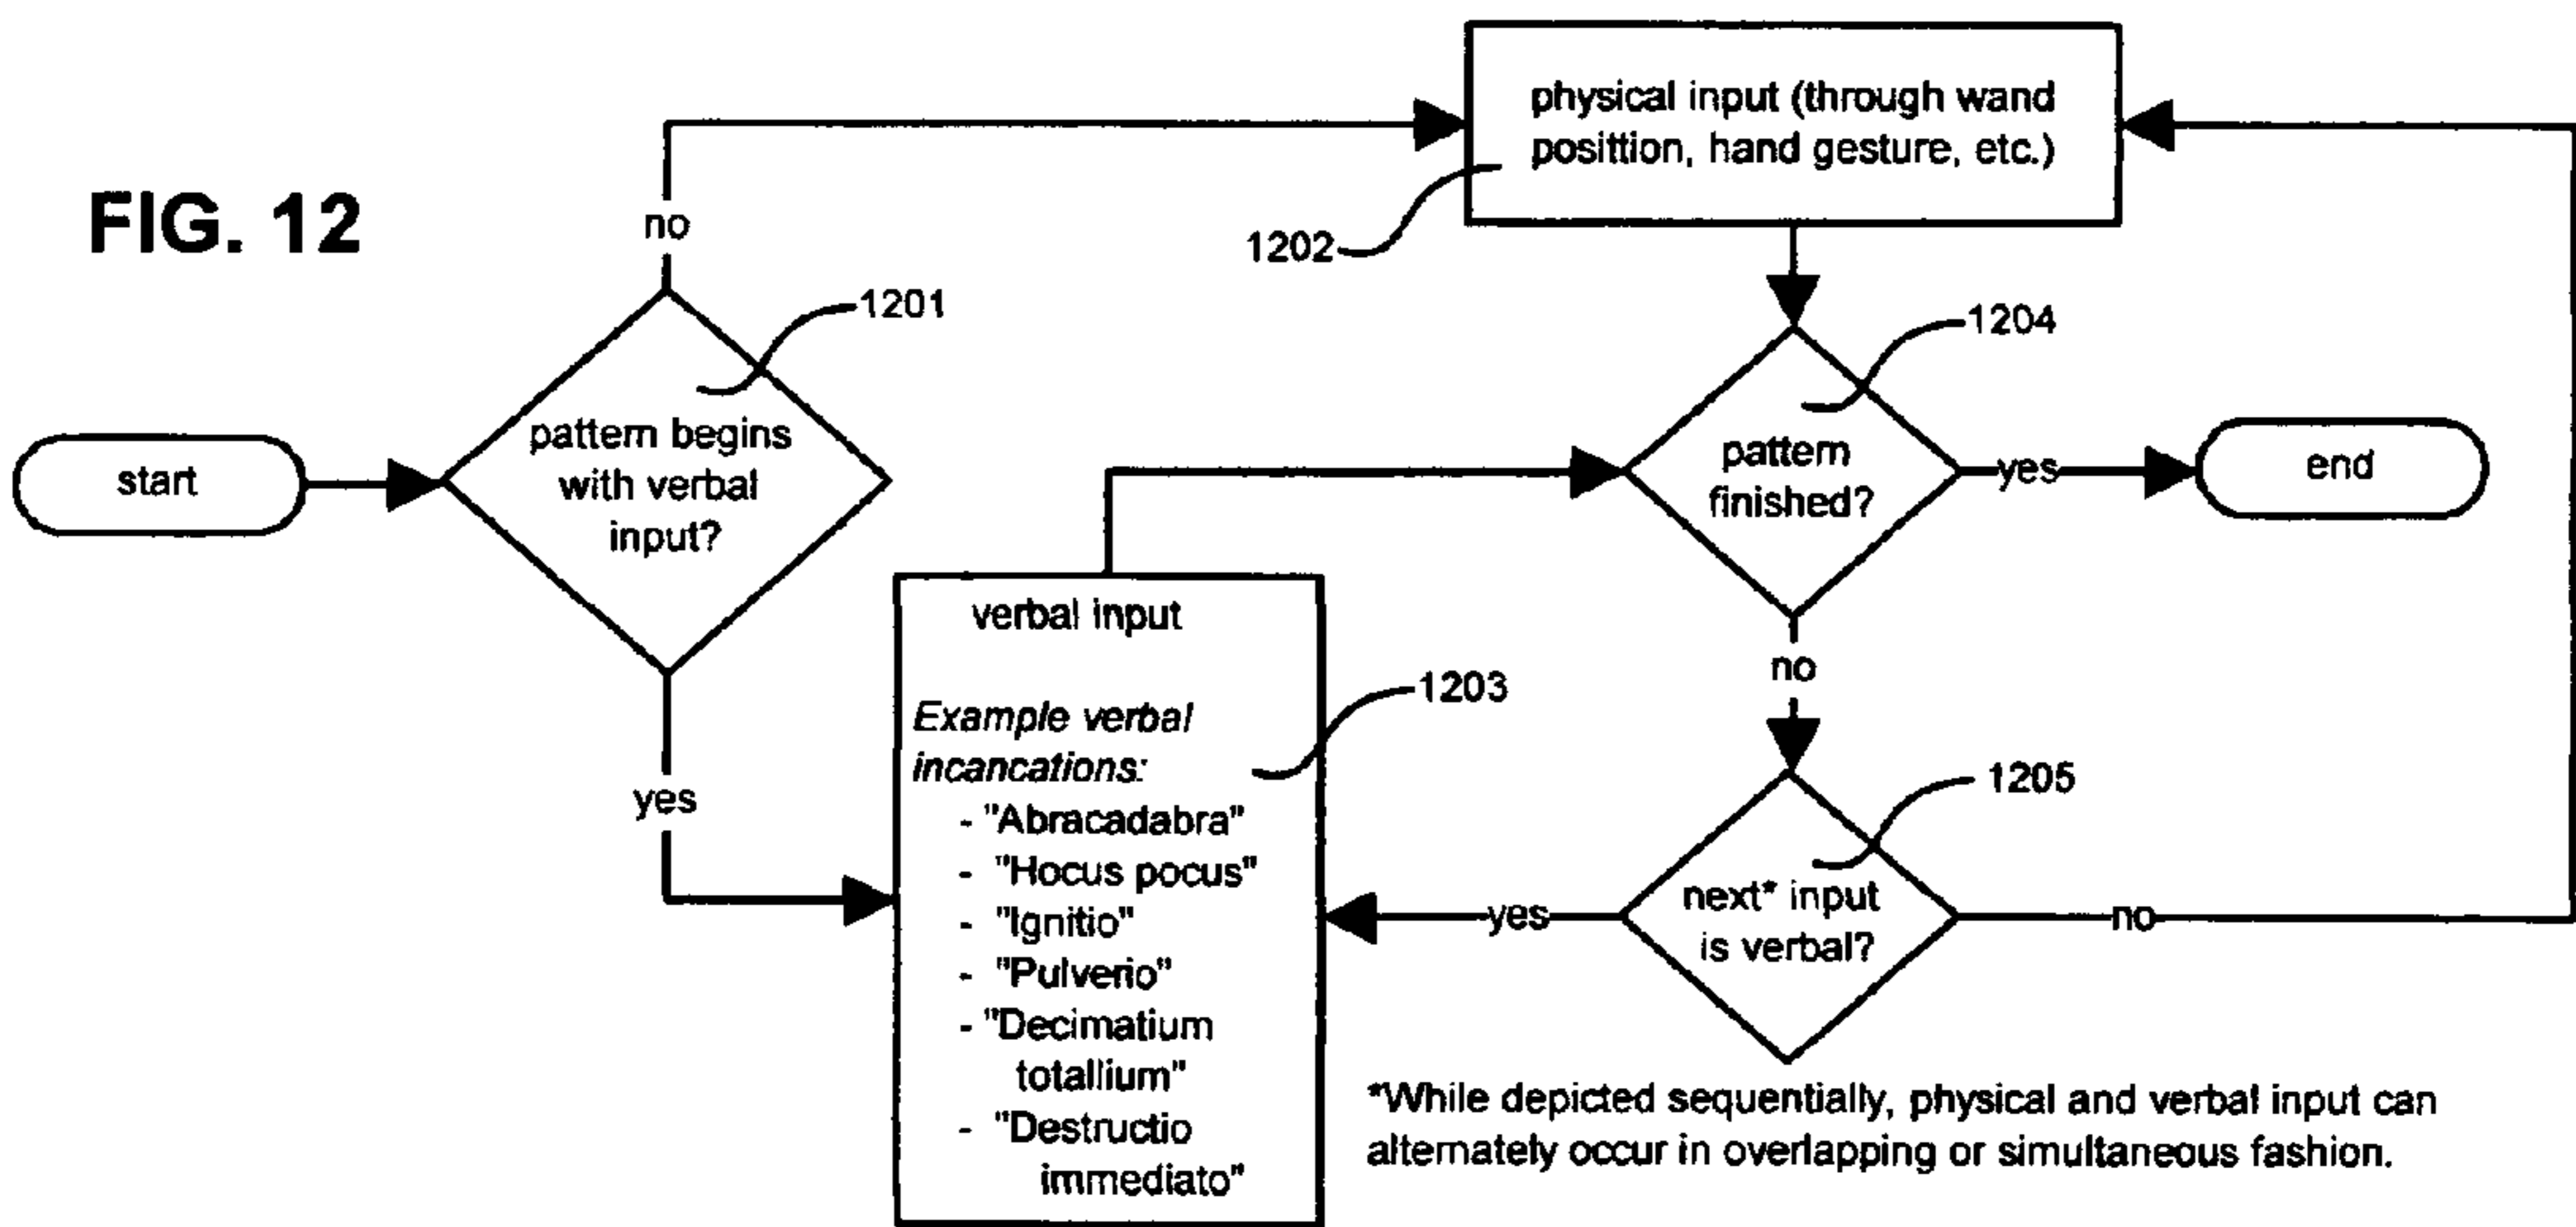 FIG. 12
start
pattern begins
with verbal
input?
1201
no
yes
physical input (through wand
posittion, hand gesture, etc.)
1202
verbal input
Example verbal
incancations:
- "Abracadabra"
- "Hocus pocus"
- "Ignitio"
- "Pulverio"
- "Decimatium
totallium"
- "Destructio
immediato"
1203
pattern
finished?
1204
yes
end
no
next* input
is verbal?
1205
yes
no
*While depicted sequentially, physical and verbal input can
alternately occur in overlapping or simultaneous fashion.